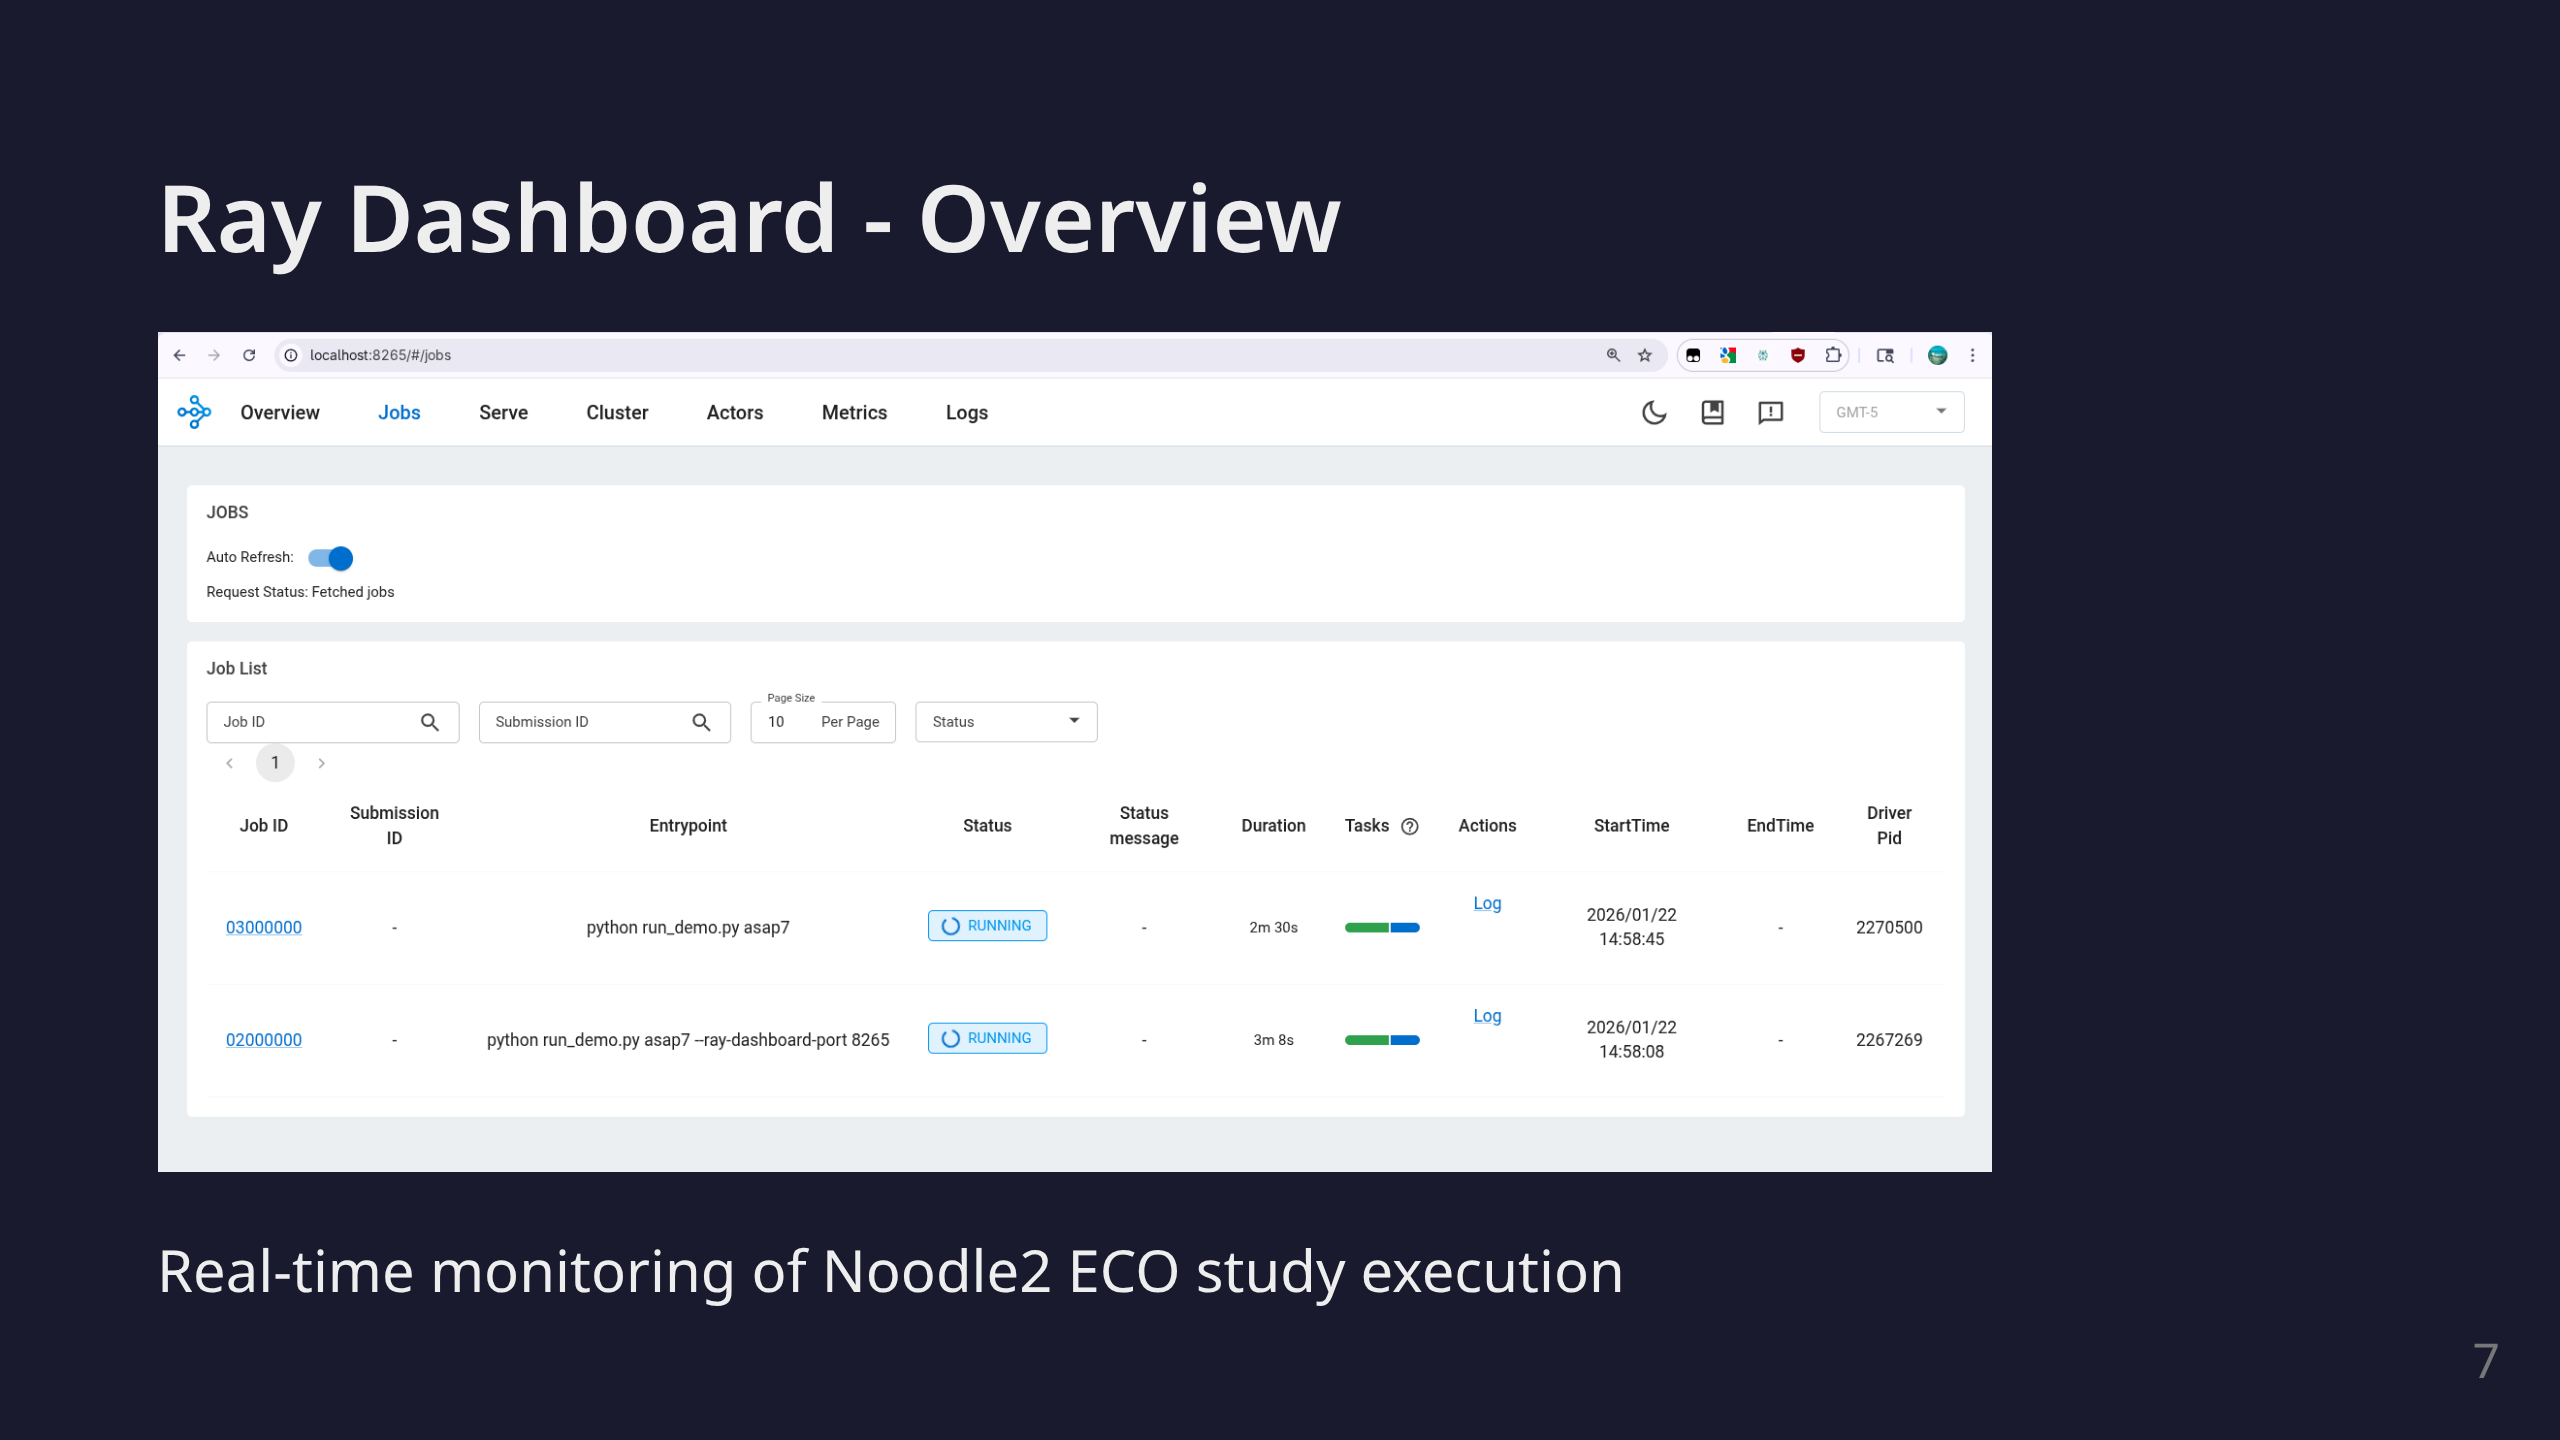 Ray Dashboard - Overview
localhost:8265/#/jobs
Overview Jobs Serve Cluster Actors Metrics Logs GMT-5
JOBS
Auto Refresh:
Request Status: Fetched jobs
Job List
Page Size
Job ID Submission ID 10 Per Page Status
1
Job ID Submission ID Entrypoint Status Status message Duration Tasks Actions StartTime EndTime Driver Pid
03000000 - python run_demo.py asap7 RUNNING - 2m 30s Log 2026/01/22 14:58:45 - 2270500
02000000 - python run_demo.py asap7 --ray-dashboard-port 8265 RUNNING - 3m 8s Log 2026/01/22 14:58:08 - 2267269
Real-time monitoring of Noodle2 ECO study execution
7